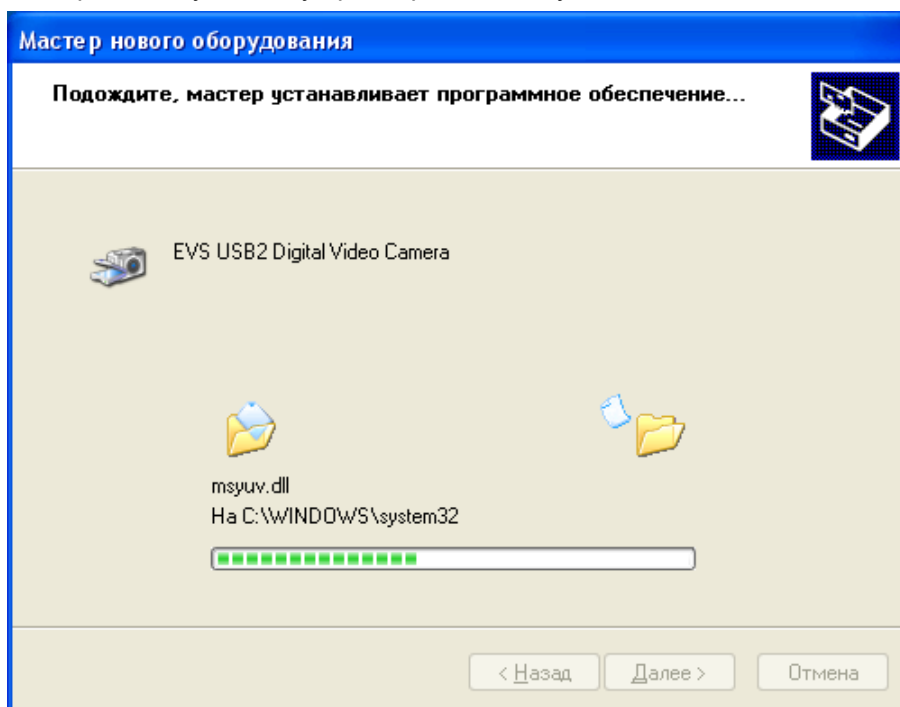 Мастер нового оборудования
Подождите, мастер устанавливает программное обеспечение...
EVS USB2 Digital Video Camera
msyuv.dll
На C:\WINDOWS\system32
< Назад Далее > Отмена